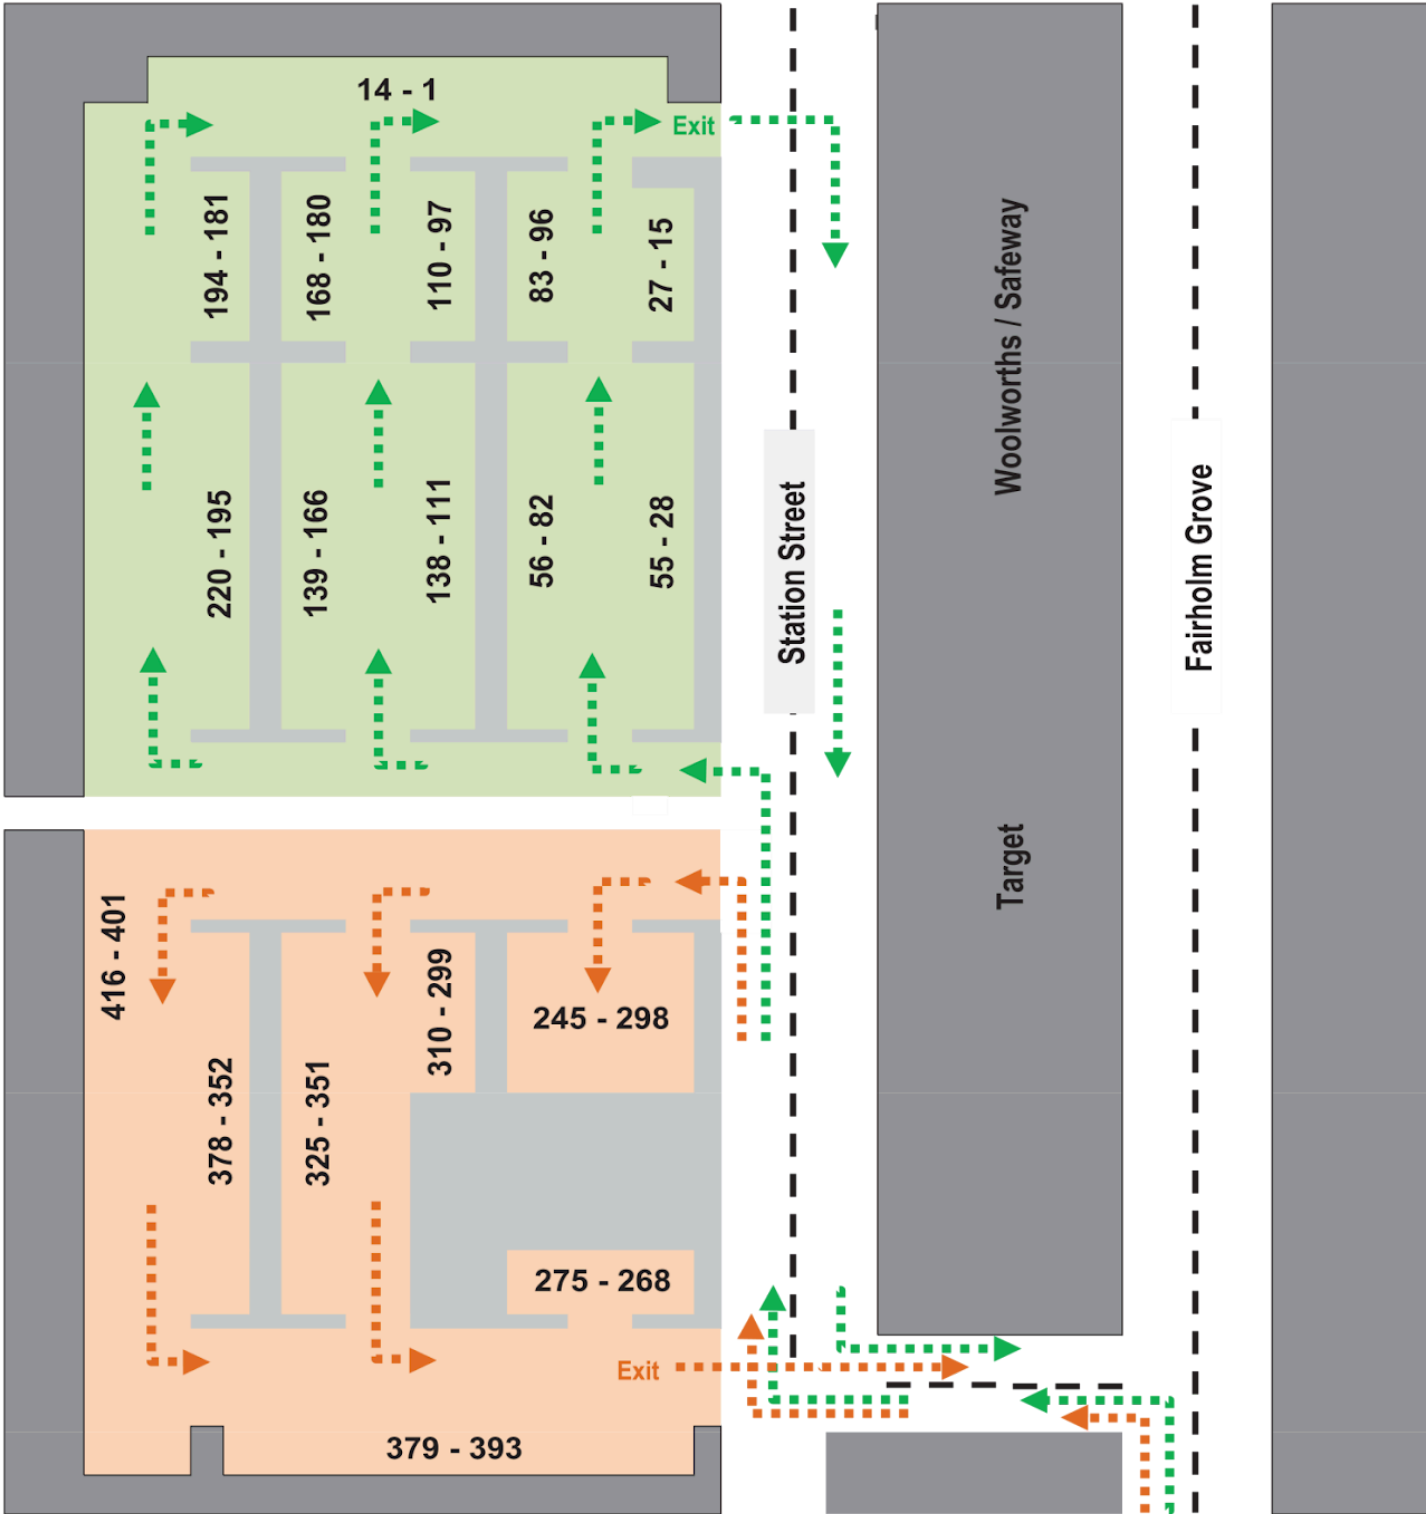 14 - 1
Exit
194 - 181
168 - 180
110 - 97
83 - 96
27 - 15
Woolworths / Safeway
220 - 195
139 - 166
138 - 111
56 - 82
55 - 28
Station Street
Fairholm Grove
Target
416 - 401
310 - 299
245 - 298
378 - 352
325 - 351
275 - 268
Exit
379 - 393